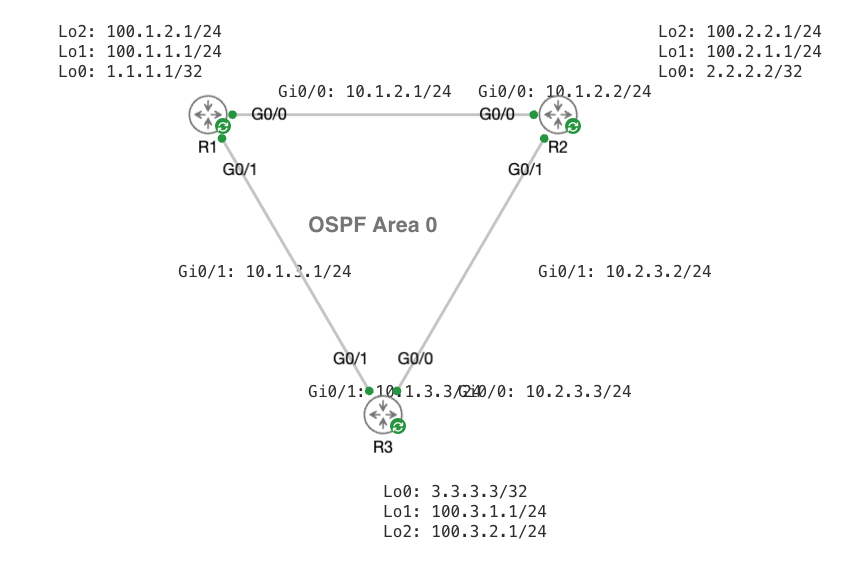 Lo2: 100.1.2.1/24
Lo1: 100.1.1.1/24
Lo0: 1.1.1.1/32
Lo2: 100.2.2.1/24
Lo1: 100.2.1.1/24
Lo0: 2.2.2.2/32
Gi0/0: 10.1.2.1/24
Gi0/0: 10.1.2.2/24
G0/0
G0/0
R1
R2
G0/1
G0/1
OSPF Area 0
Gi0/1: 10.1.3.1/24
Gi0/1: 10.2.3.2/24
G0/1
G0/0
Gi0/1: 10.1.3.3/24
Gi0/0: 10.2.3.3/24
R3
Lo0: 3.3.3.3/32
Lo1: 100.3.1.1/24
Lo2: 100.3.2.1/24